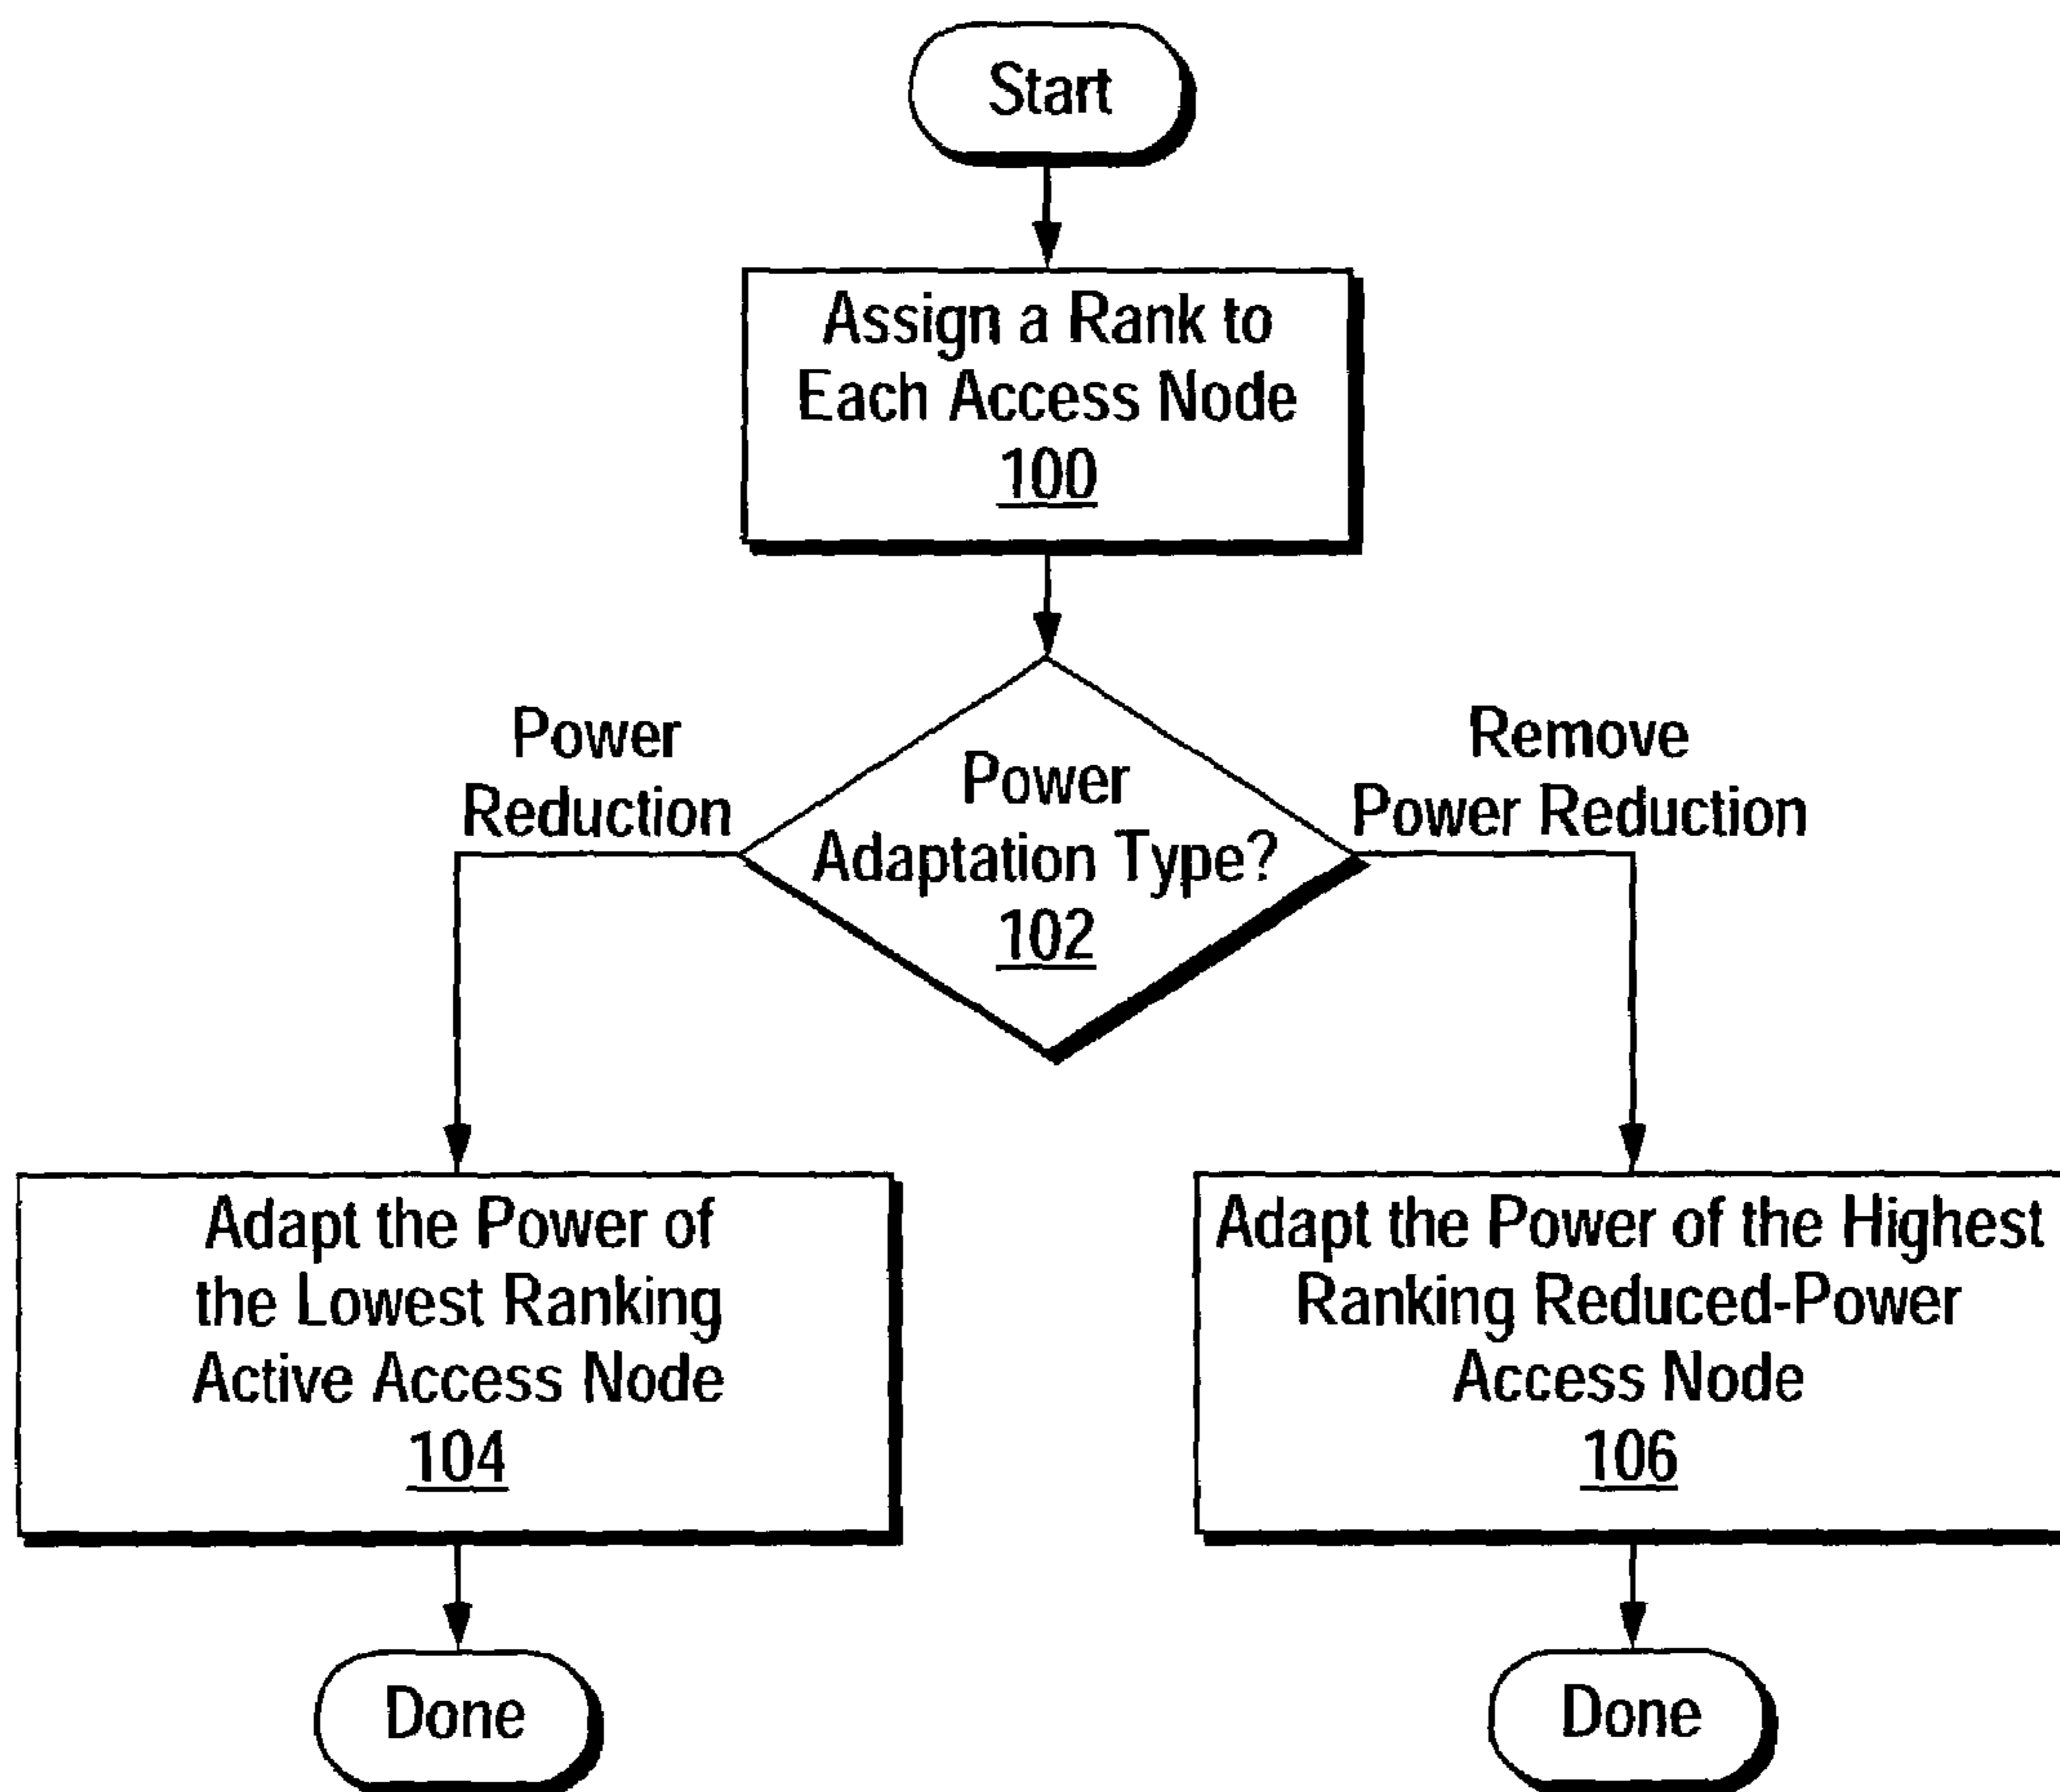 Start
Assign a Rank to
Each Access Node
100
Power
Reduction
Power
Adaptation Type?
102
Remove
Power Reduction
Adapt the Power of
the Lowest Ranking
Active Access Node
104
Adapt the Power of the Highest
Ranking Reduced-Power
Access Node
106
Done
Done